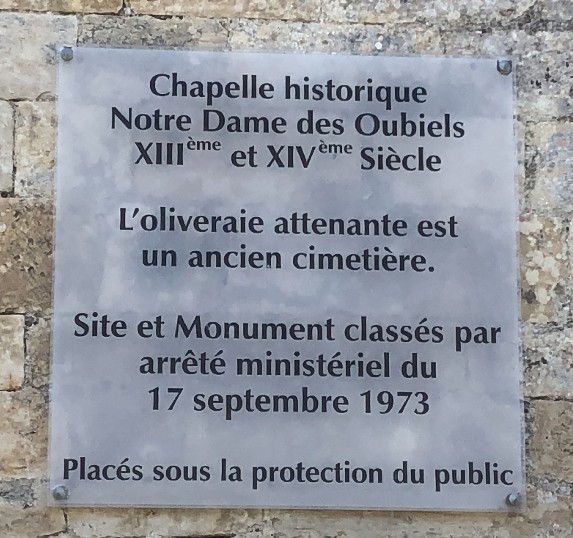 Chapelle historique
Notre Dame des Oubiels
XIIIème et XIVème Siècle
L'oliveraie attenante est
un ancien cimetière.
Site et Monument classés par
arrêté ministériel du
17 septembre 1973
Placés sous la protection du public